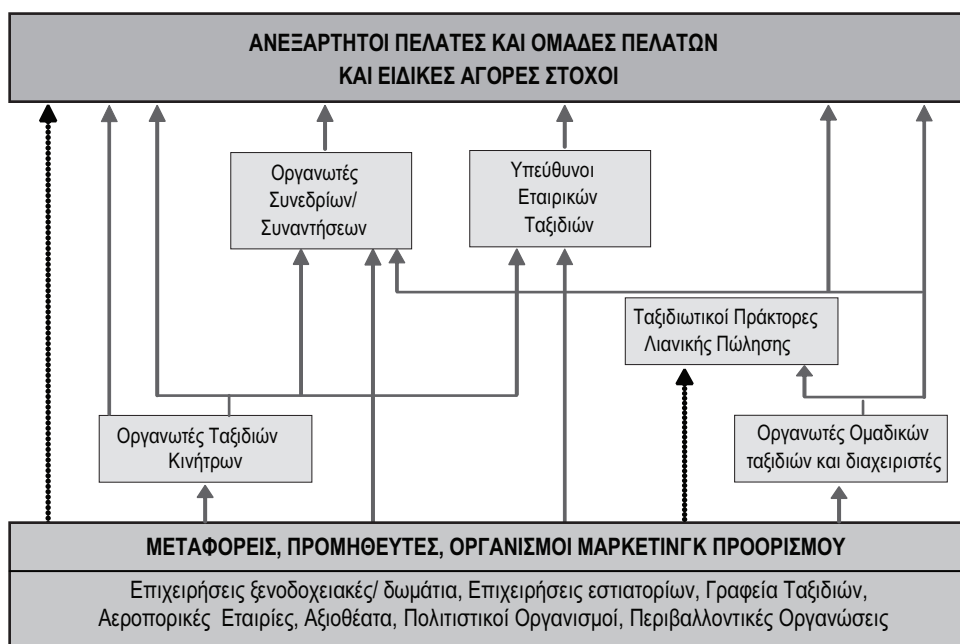 ΑΝΕΞΑΡΤΗΤΟΙ ΠΕΛΑΤΕΣ ΚΑΙ ΟΜΑΔΕΣ ΠΕΛΑΤΩΝ
ΚΑΙ ΕΙΔΙΚΕΣ ΑΓΟΡΕΣ ΣΤΟΧΟΙ
Οργανωτές
Συνεδρίων/
Συναντήσεων
Υπεύθυνοι
Εταιρικών
Ταξιδιών
Ταξιδιωτικοί Πράκτορες
Λιανικής Πώλησης
Οργανωτές Ταξιδιών
Κινήτρων
Οργανωτές Ομαδικών
ταξιδιών και διαχειριστές
ΜΕΤΑΦΟΡΕΙΣ, ΠΡΟΜΗΘΕΥΤΕΣ, ΟΡΓΑΝΙΣΜΟΙ ΜΑΡΚΕΤΙΝΓΚ ΠΡΟΟΡΙΣΜΟΥ
Επιχειρήσεις ξενοδοχειακές/ δωμάτια, Επιχειρήσεις εστιατορίων, Γραφεία Ταξιδιών,
Αεροπορικές Εταιρίες, Αξιοθέατα, Πολιτιστικοί Οργανισμοί, Περιβαλλοντικές Οργανώσεις